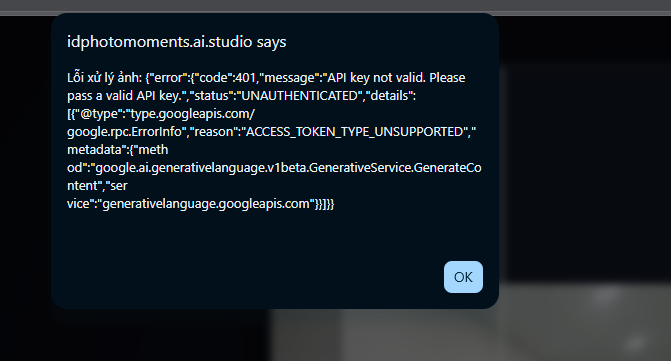 idphotomoments.ai.studio says
Lỗi xử lý ảnh: {"error":{"code":401,"message":"API key not valid. Please
pass a valid API key.","status":"UNAUTHENTICATED","details":
[{"@type":"type.googleapis.com/
google.rpc.ErrorInfo","reason":"ACCESS_TOKEN_TYPE_UNSUPPORTED","
metadata":{"meth
od":"google.ai.generativelanguage.v1beta.GenerativeService.GenerateCo
ntent","ser
vice":"generativelanguage.googleapis.com"}}]}}
OK